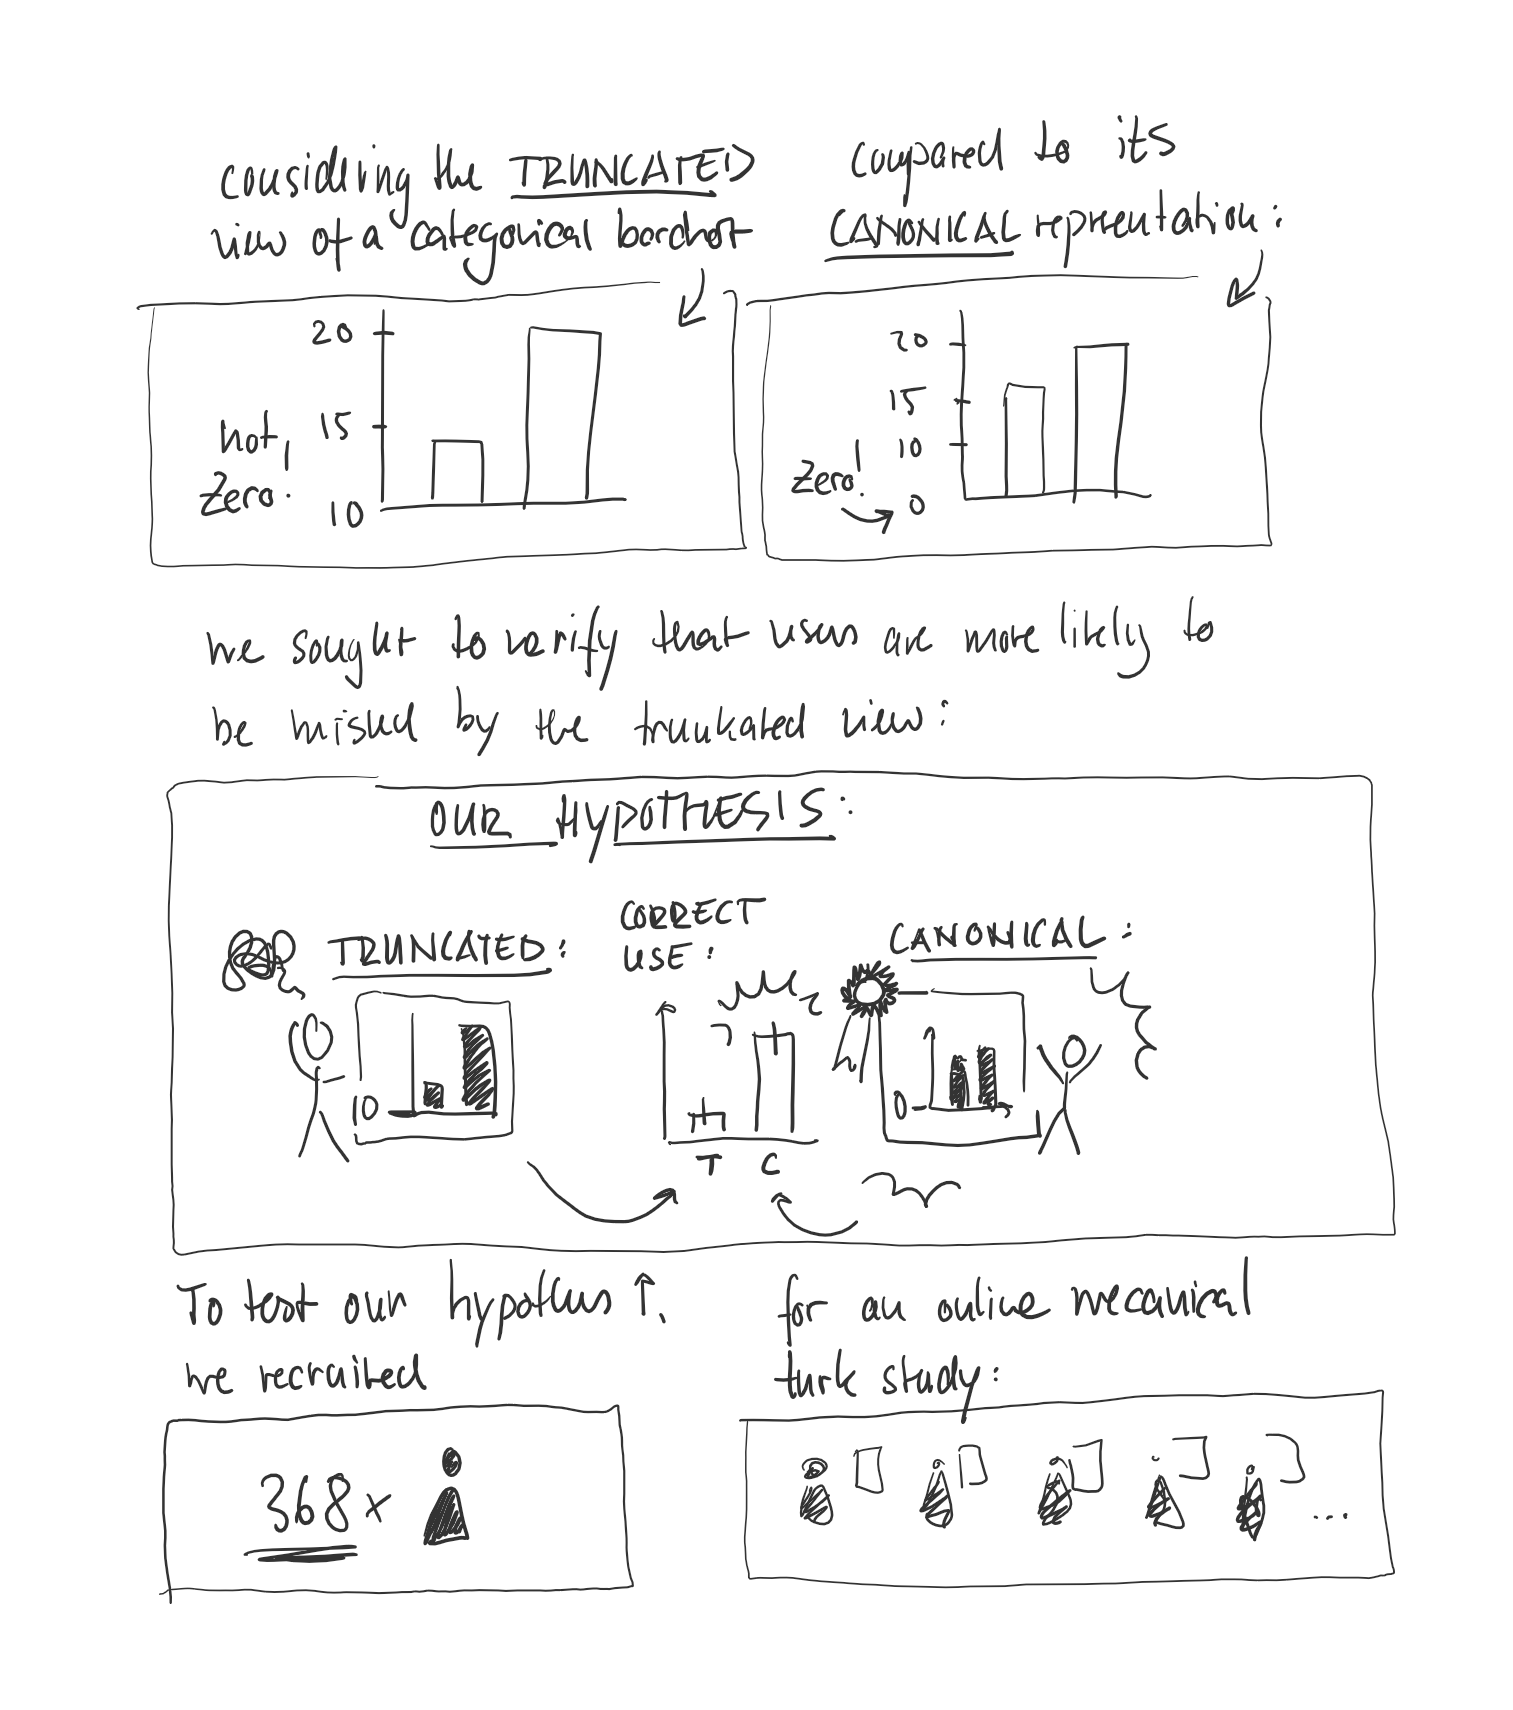 considering the TRUNCATED
view of a categorical barchart
compared to its
CANONICAL representation:
20
15
10
not
zero!
20
15
10
0
zero!
we sought to verify that users are more likely to
be misled by the trunkated view:
OUR HYPOTHESIS:
TRUNCATED:
10
CORRECT
USE:
T C
CANONICAL:
0
To test our hypothesis ↑,
we recruited
for an online mecanical
turk study:
368 x
...